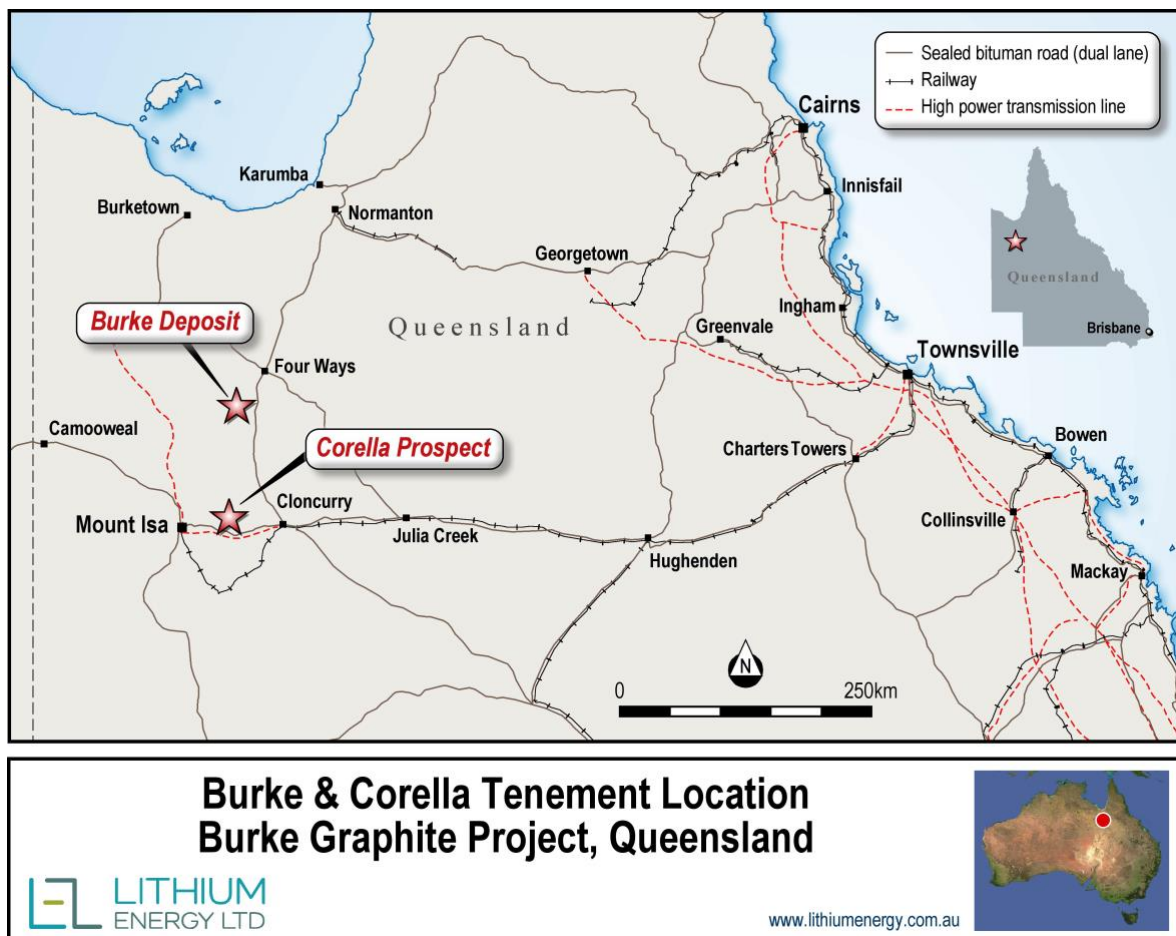 Sealed bituman road (dual lane)
Railway
High power transmission line
Cairns
Karumba
Innisfail
Burketown
Normanton
Georgetown
Queensland
Ingham
Burke Deposit
Queensland
Greenvale
Brisbane
Townsville
Four Ways
Camooweal
Corella Prospect
Charters Towers
Bowen
Mount Isa
Cloncurry
Julia Creek
Collinsville
Hughenden
Mackay
N
0 250km
Burke & Corella Tenement Location
Burke Graphite Project, Queensland
LITHIUM
ENERGY LTD
www.lithiumenergy.com.au